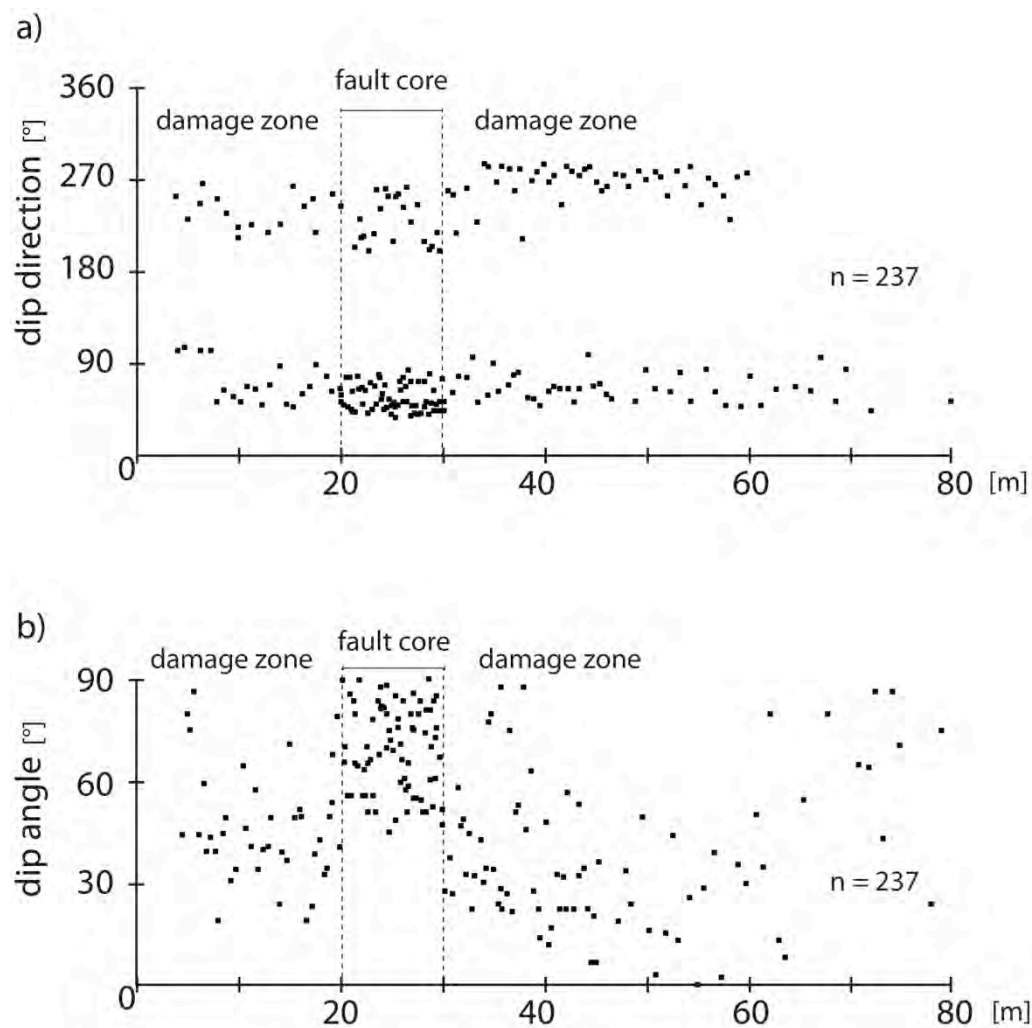 a)
fault core
damage zone
damage zone
dip direction [°]
360
270
180
90
0
n = 237
20
40
60
80
[m]
b)
fault core
damage zone
damage zone
dip angle [°]
90
60
30
0
n = 237
20
40
60
80
[m]